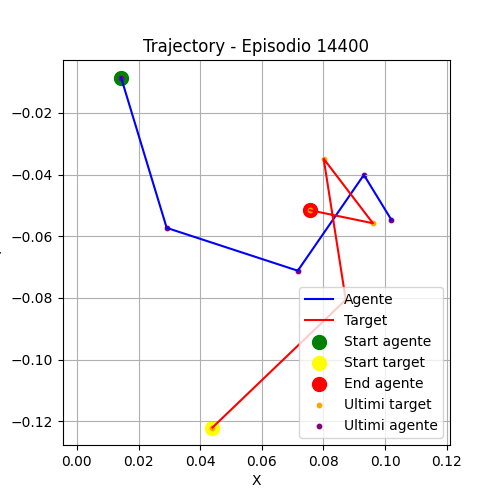 Trajectory - Episodio 14400
−0.02
−0.04
−0.06
−0.08
−0.10
−0.12
0.00 0.02 0.04 0.06 0.08 0.10 0.12
X
Agente
Target
Start agente
Start target
End agente
Ultimi target
Ultimi agente